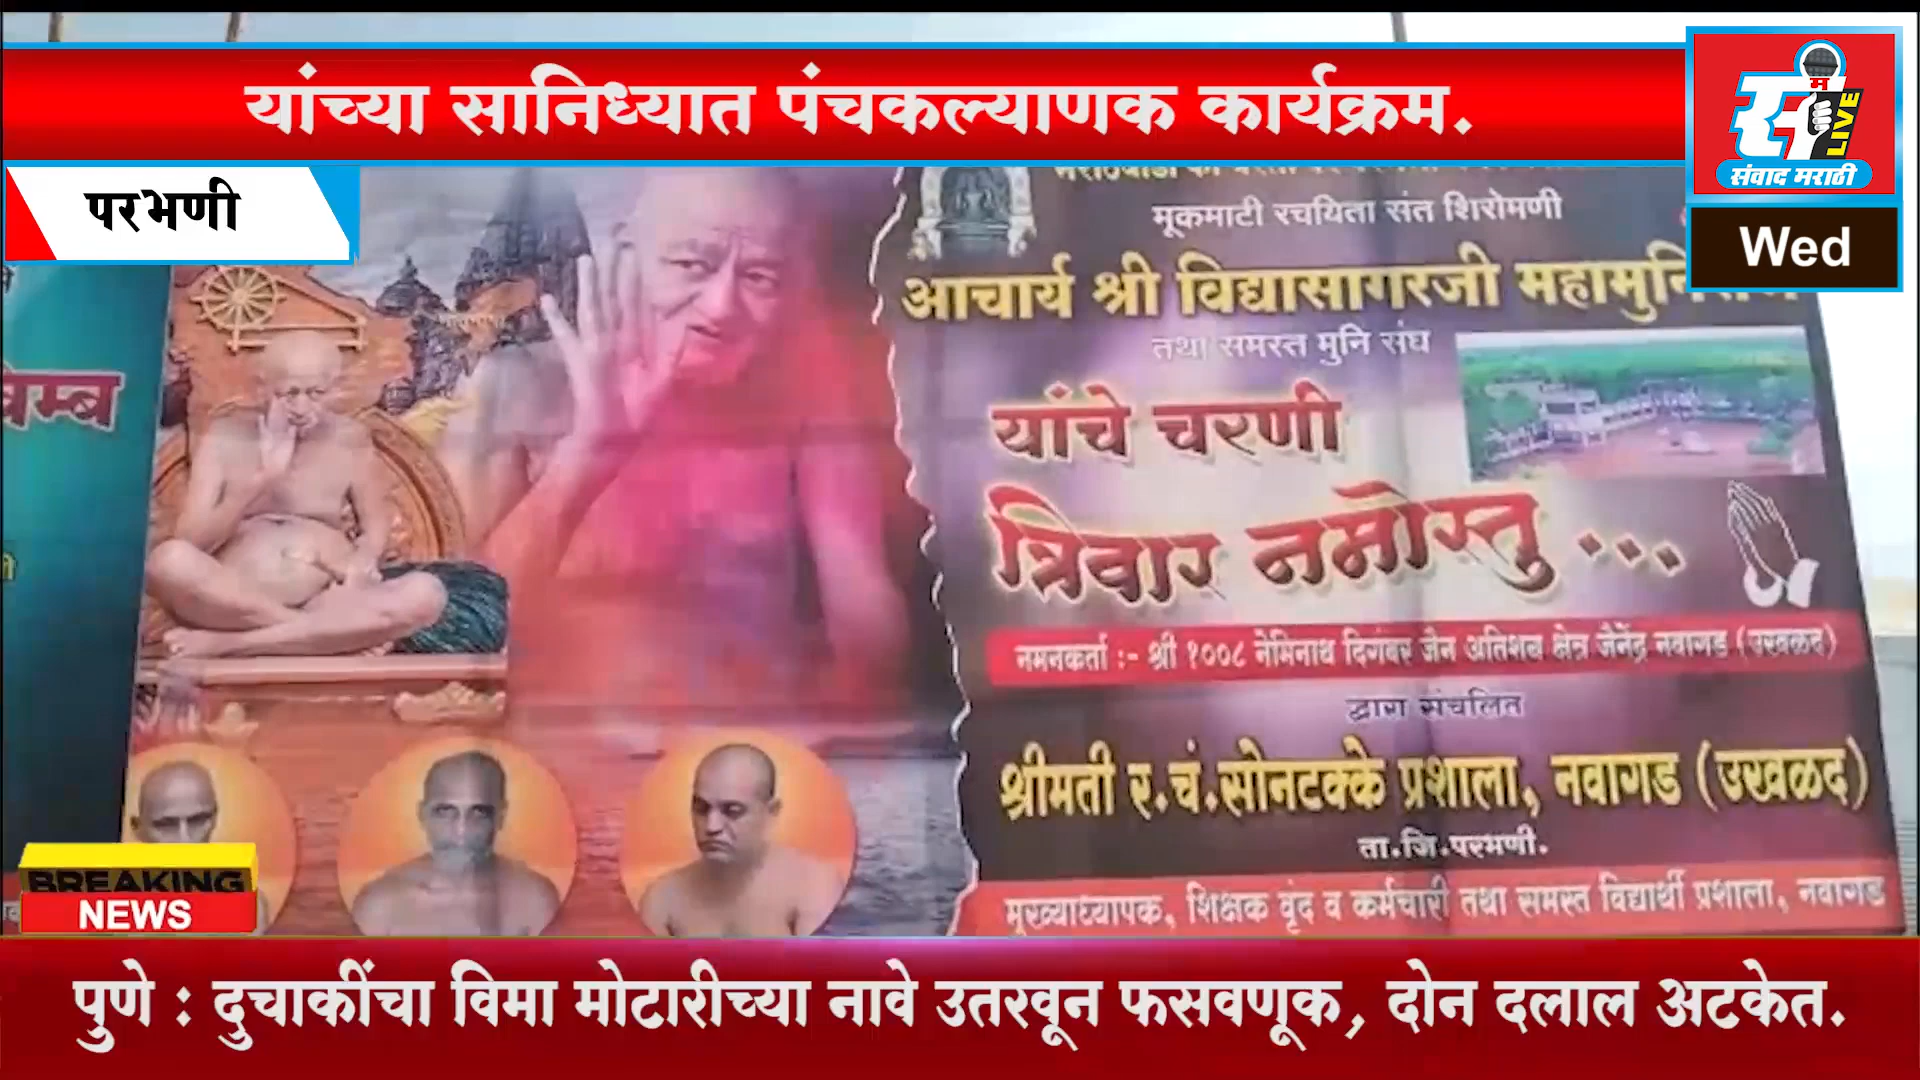 यांच्या सानिध्यात पंचकल्याणक कार्यक्रम.
संवाद मराठी
LIVE
Wed
परभणी
मूकमाटी रचयिता संत शिरोमणी
आचार्य श्री विद्यासागरजी
तथा समस्त मुनि संघ
यांचे चरणी
त्रिवार नमोस्तु ...
नमनकर्ता :- श्री १००८ नेमिनाथ दिगंबर जैन अतिशय क्षेत्र जैनेंद्र नवागड (उखळद)
द्वारा संचलित
श्रीमती र.चं.सोनटक्के प्रशाला, नवागड (उखळद)
ता.जि.परभणी.
मुख्याध्यापक, शिक्षक वृंद व कर्मचारी तथा समस्त विद्यार्थी प्रशाला, नवागड
BREAKING
NEWS
पुणे : दुचाकींचा विमा मोटारीच्या नावे उतरवून फसवणूक, दोन दलाल अटकेत.